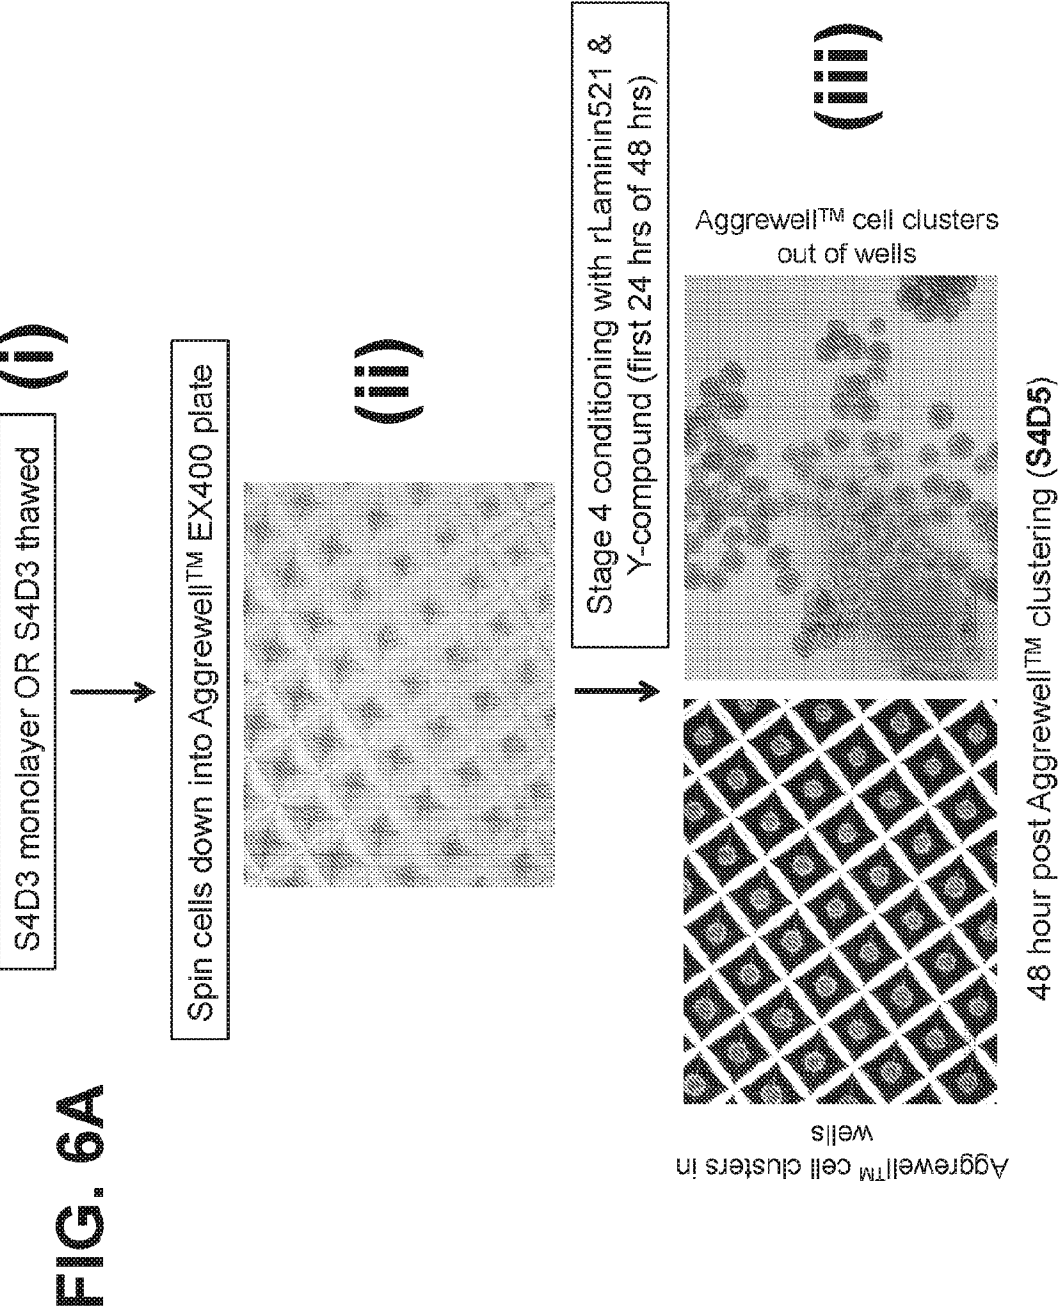 FIG. 6A
S4D3 monolayer OR S4D3 thawed
(i)
Spin cells down into Aggrewell™ EX400 plate
(ii)
Stage 4 conditioning with rLaminin521 &
Y-compound (first 24 hrs of 48 hrs)
(iii)
Aggrewell™ cell clusters in
wells
Aggrewell™ cell clusters
out of wells
48 hour post Aggrewell™ clustering (S4D5)